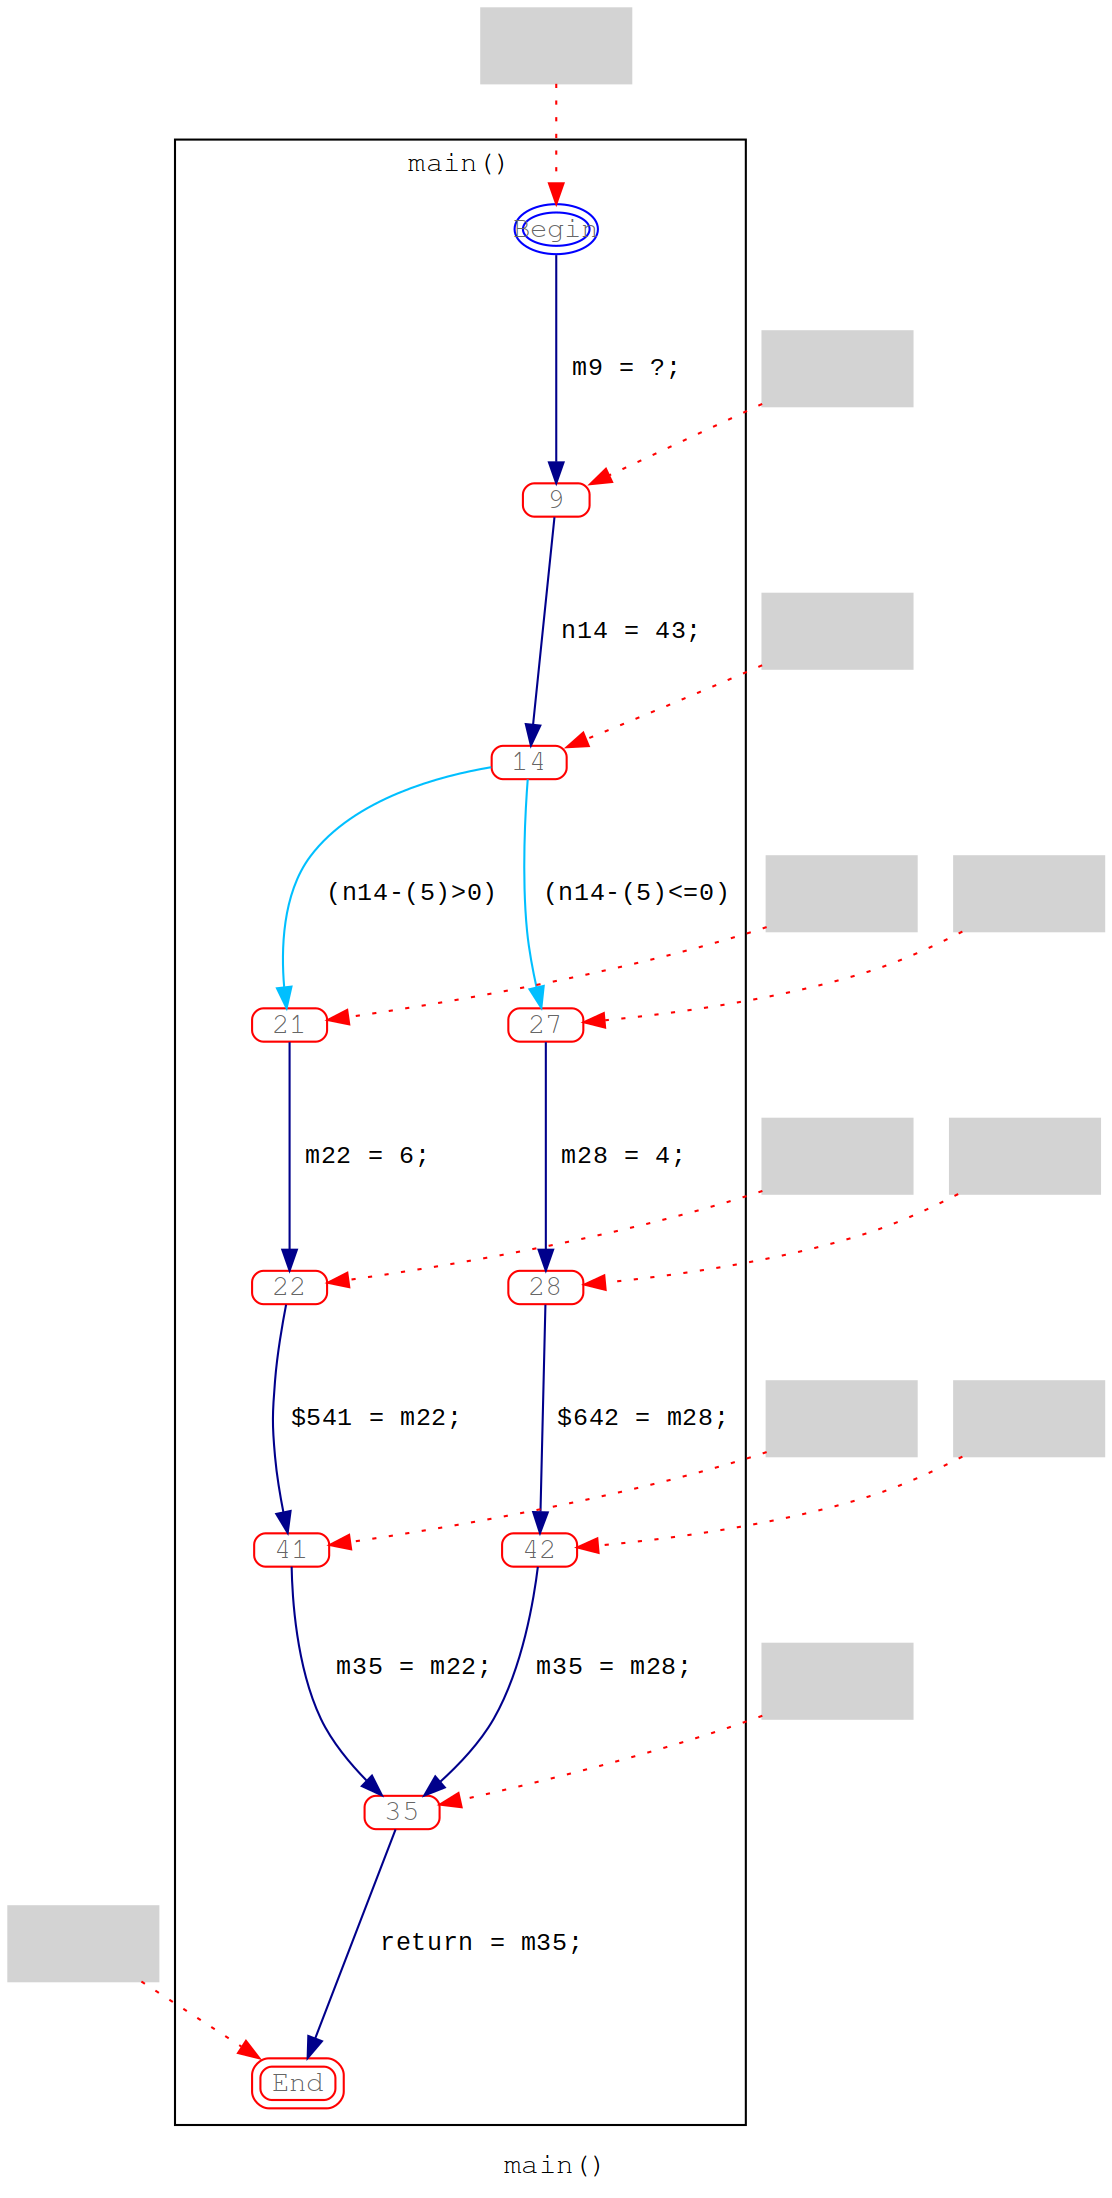 main()
Begin
m9 = ?;
9
n14 = 43;
14
(n14-(5)>0)
(n14-(5)<=0)
21
27
m22 = 6;
m28 = 4;
22
28
$541 = m22;
$642 = m28;
41
42
m35 = m22;
m35 = m28;
35
return = m35;
End
main()